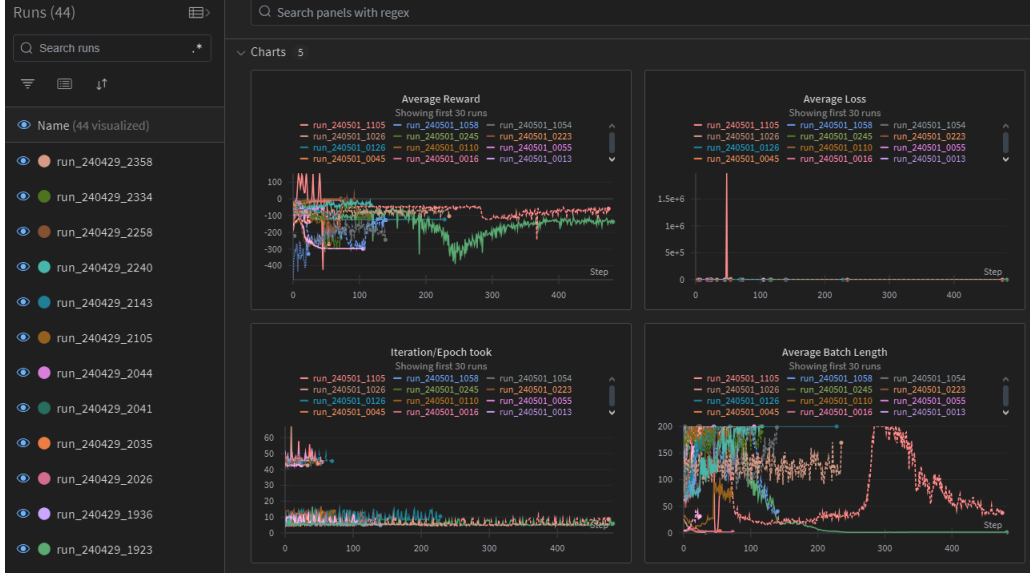 Runs (44)
Search runs
.*
Name (44 visualized)
run_240429_2358
run_240429_2334
run_240429_2258
run_240429_2240
run_240429_2143
run_240429_2105
run_240429_2044
run_240429_2041
run_240429_2035
run_240429_2026
run_240429_1936
run_240429_1923
Search panels with regex
Charts 5
Average Reward
Showing first 30 runs
run_240501_1105 run_240501_1058 run_240501_1054
run_240501_1026 run_240501_0245 run_240501_0223
run_240501_0126 run_240501_0110 run_240501_0055
run_240501_0045 run_240501_0016 run_240501_0013
100
0
-100
-200
-300
-400
Step
0 100 200 300 400
Average Loss
Showing first 30 runs
run_240501_1105 run_240501_1058 run_240501_1054
run_240501_1026 run_240501_0245 run_240501_0223
run_240501_0126 run_240501_0110 run_240501_0055
run_240501_0045 run_240501_0016 run_240501_0013
1.5e+6
1e+6
5e+5
0
Step
0 100 200 300 400
Iteration/Epoch took
Showing first 30 runs
run_240501_1105 run_240501_1058 run_240501_1054
run_240501_1026 run_240501_0245 run_240501_0223
run_240501_0126 run_240501_0110 run_240501_0055
run_240501_0045 run_240501_0016 run_240501_0013
60
50
40
30
20
10
0
Step
0 100 200 300 400
Average Batch Length
Showing first 30 runs
run_240501_1105 run_240501_1058 run_240501_1054
run_240501_1026 run_240501_0245 run_240501_0223
run_240501_0126 run_240501_0110 run_240501_0055
run_240501_0045 run_240501_0016 run_240501_0013
200
150
100
50
0
Step
0 100 200 300 400